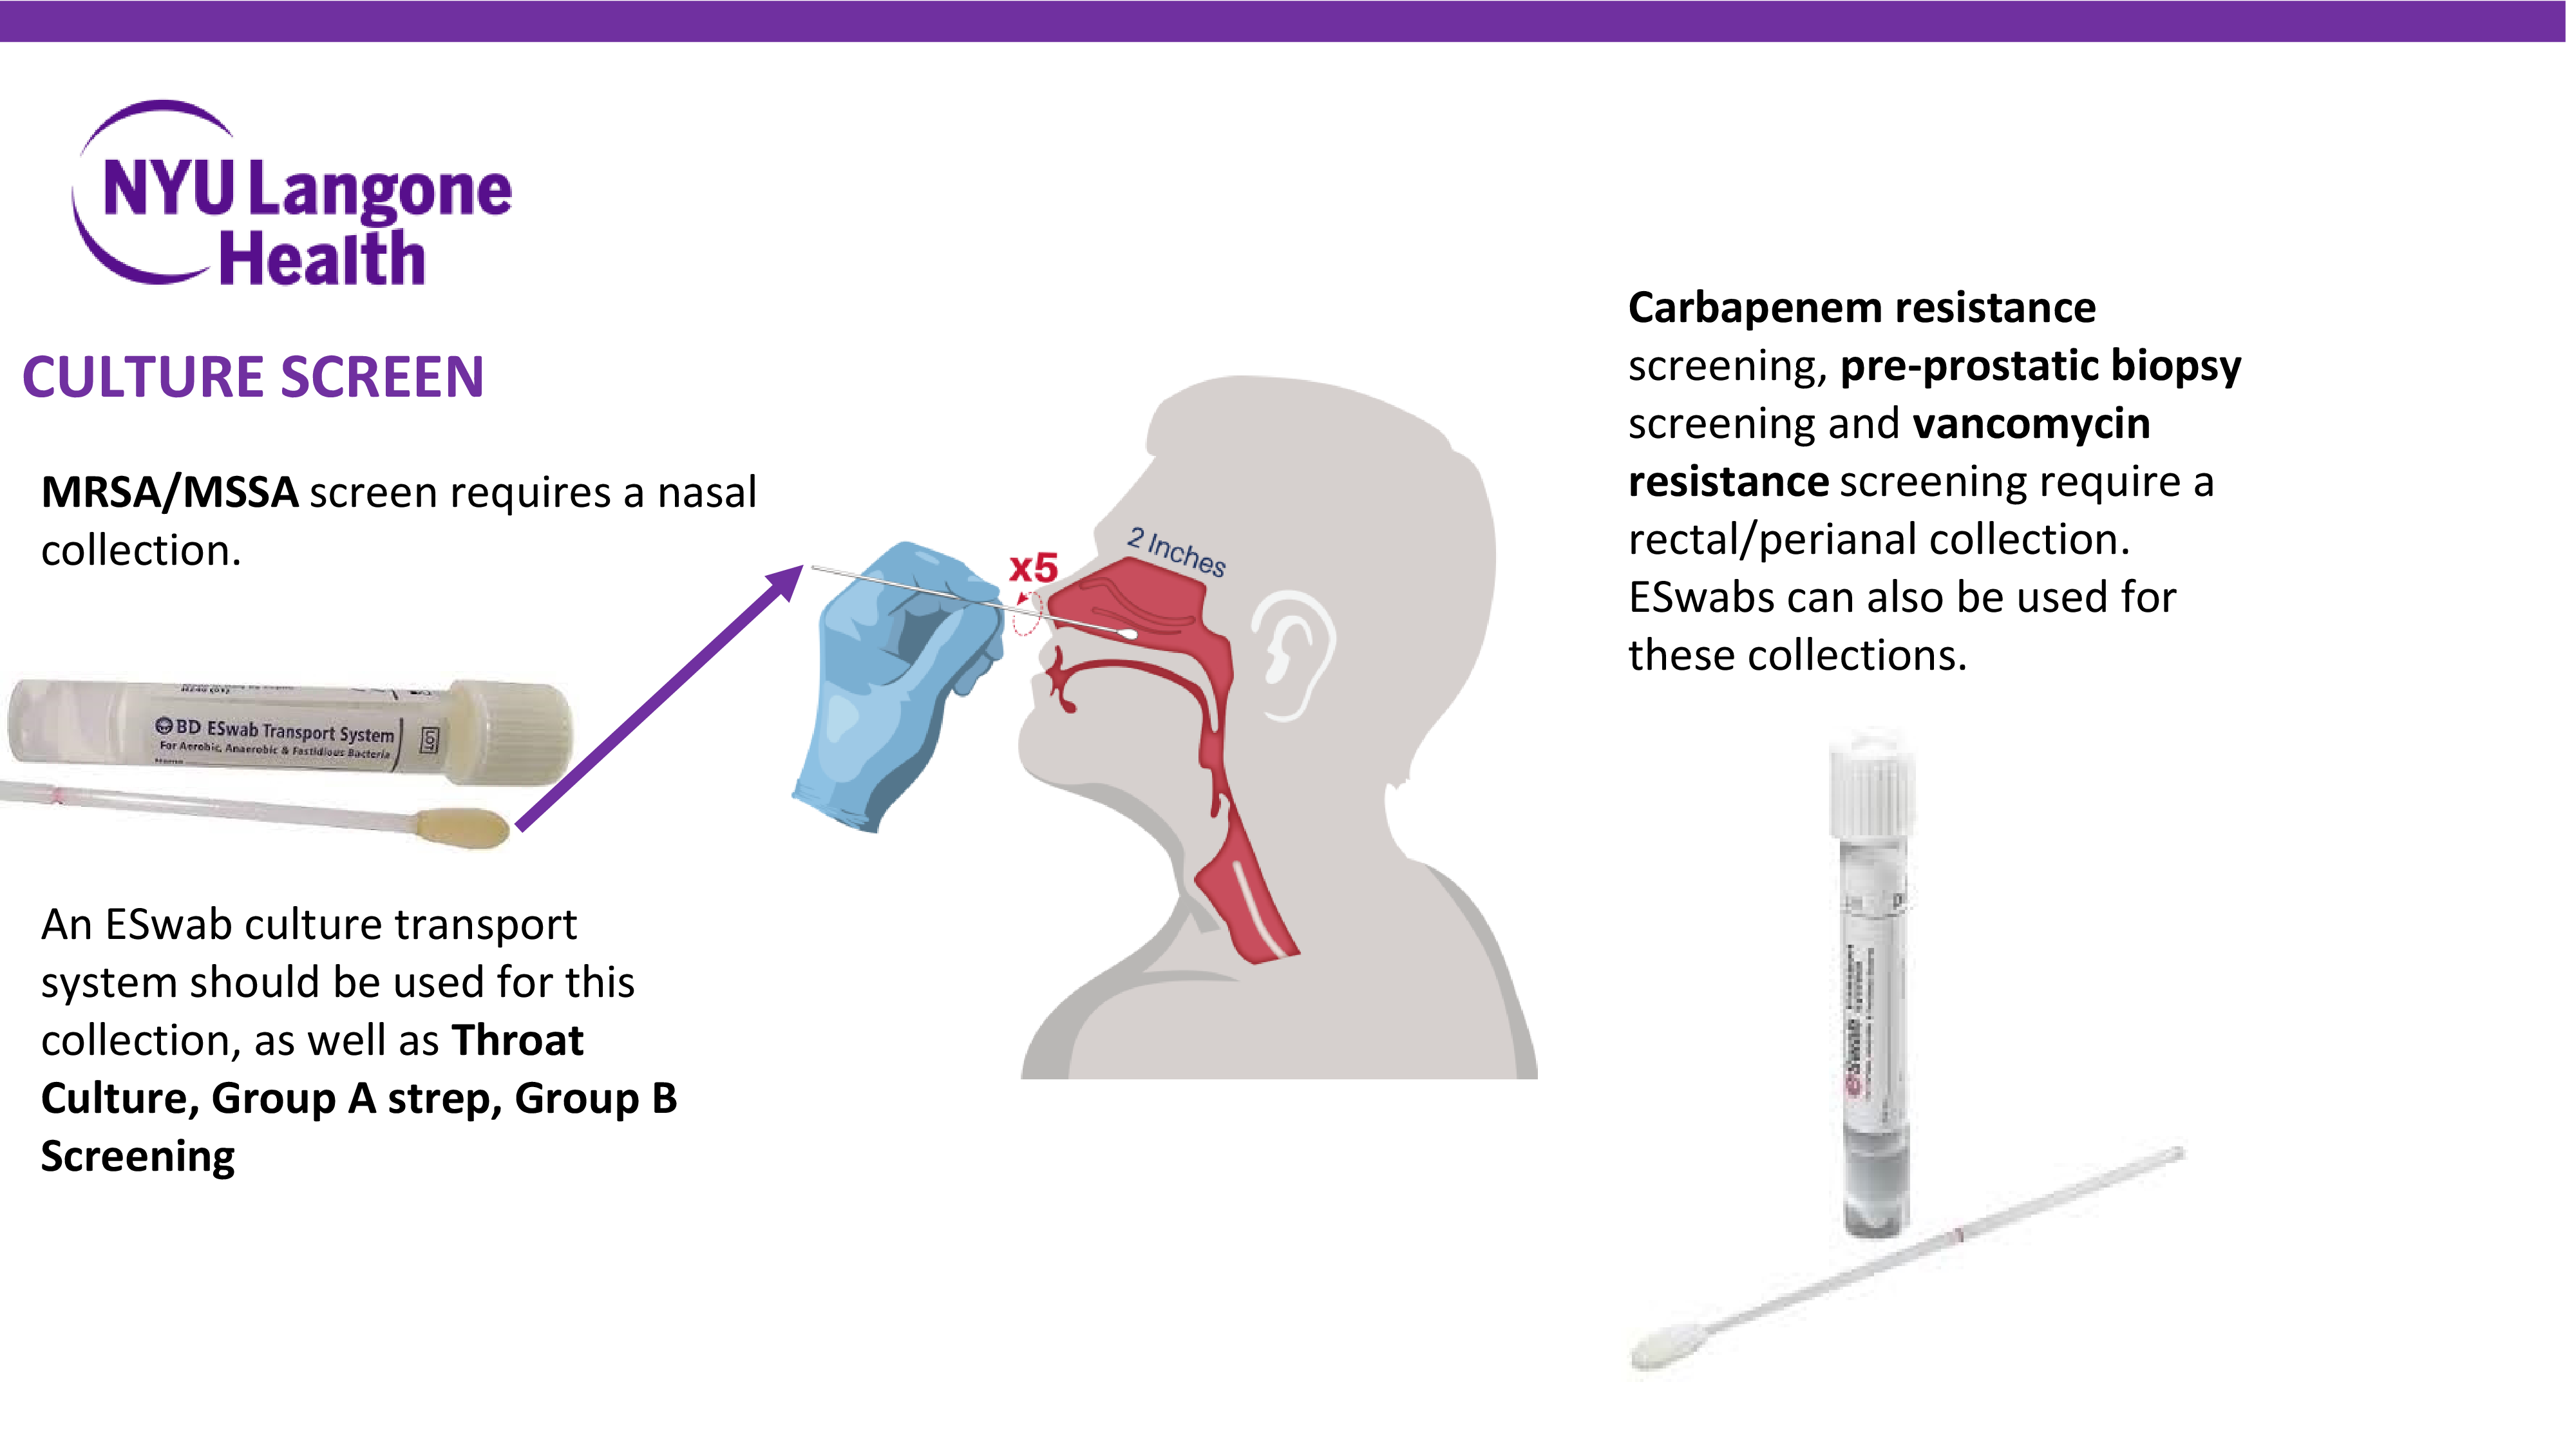 NYU Langone
Health
CULTURE SCREEN
MRSA/MSSA screen requires a nasal
collection.
BD ESwab Transport System
For Aerobic, Anaerobic & Fastidious Bacteria
Name
LOT
An ESwab culture transport
system should be used for this
collection, as well as Throat
Culture, Group A strep, Group B
Screening
x5
2 Inches
Carbapenem resistance
screening, pre-prostatic biopsy
screening and vancomycin
resistance screening require a
rectal/perianal collection.
ESwabs can also be used for
these collections.